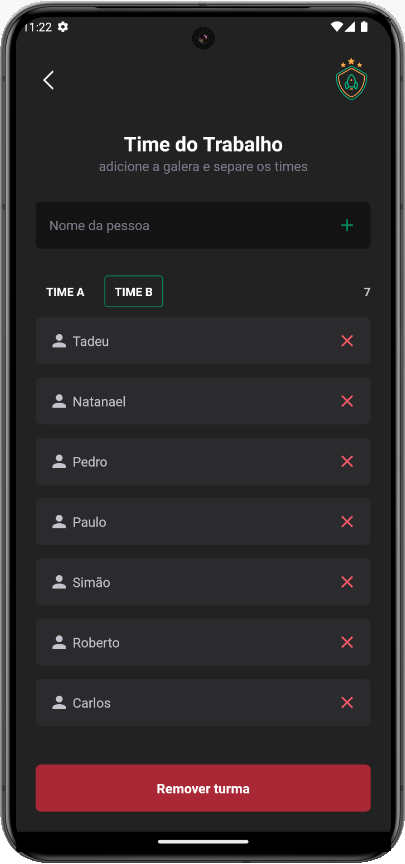 11:22
Time do Trabalho
adicione a galera e separe os times
Nome da pessoa
TIME A TIME B 7
Tadeu
Natanael
Pedro
Paulo
Simão
Roberto
Carlos
Remover turma